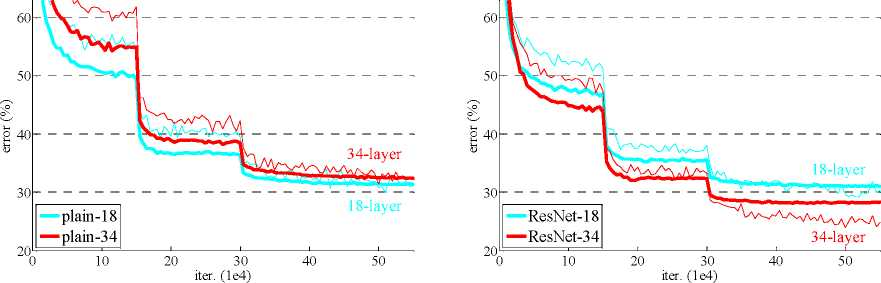 60
50
40
30
20
error (%)
34-layer
18-layer
plain-18
plain-34
0
10
20
30
40
50
iter. (1e4)
60
50
40
30
20
error (%)
18-layer
34-layer
ResNet-18
ResNet-34
0
10
20
30
40
50
iter. (1e4)